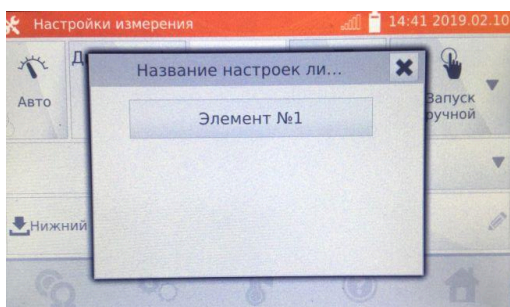 Настройки измерения
14:41 2019.02.10
Название настроек ли...
Авто
Элемент №1
Запуск
ручной
Нижний